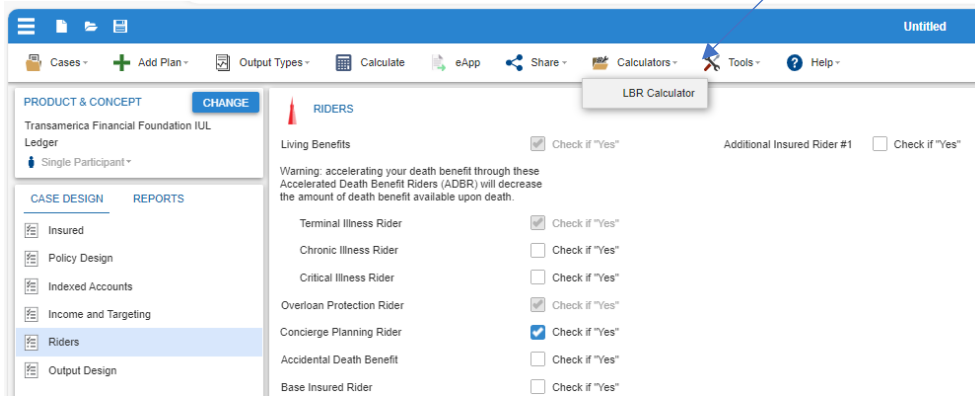 Untitled
Cases Add Plan Output Types Calculate eApp Share Calculators Tools Help
LBR Calculator
PRODUCT & CONCEPT CHANGE
Transamerica Financial Foundation IUL
Ledger
Single Participant
CASE DESIGN REPORTS
Insured
Policy Design
Indexed Accounts
Income and Targeting
Riders
Output Design
RIDERS
Living Benefits Check if "Yes" Additional Insured Rider #1 Check if "Yes"
Warning: accelerating your death benefit through these
Accelerated Death Benefit Riders (ADBR) will decrease
the amount of death benefit available upon death.
Terminal Illness Rider Check if "Yes"
Chronic Illness Rider Check if "Yes"
Critical Illness Rider Check if "Yes"
Overloan Protection Rider Check if "Yes"
Concierge Planning Rider Check if "Yes"
Accidental Death Benefit Check if "Yes"
Base Insured Rider Check if "Yes"